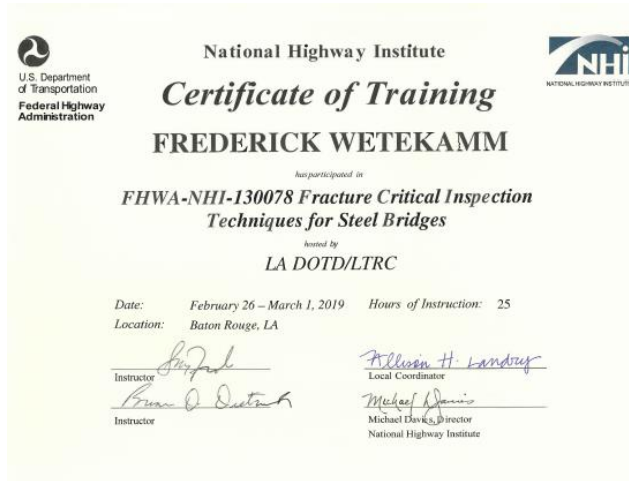 National Highway Institute
U.S. Department
of Transportation
Federal Highway
Administration
NHi
NATIONAL HIGHWAY INSTITUTE
Certificate of Training
FREDERICK WETEKAMM
has participated in
FHWA-NHI-130078 Fracture Critical Inspection
Techniques for Steel Bridges
hosted by
LA DOTD/LTRC
Date: February 26 – March 1, 2019 Hours of Instruction: 25
Location: Baton Rouge, LA
Allison H. Landry
Instructor
Local Coordinator
Michael Davies
Instructor
Michael Davies, Director
National Highway Institute